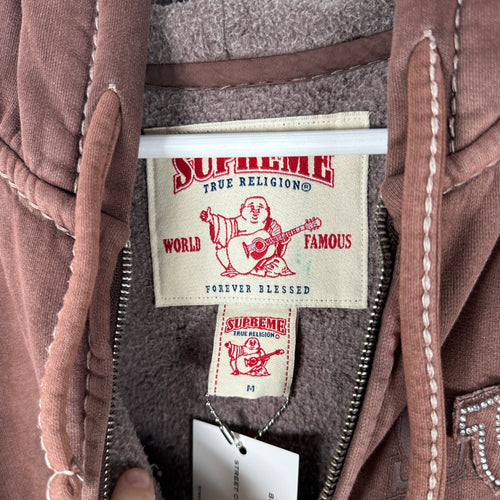 SUPREME
TRUE RELIGION®
WORLD FAMOUS
FOREVER BLESSED
SUPREME
TRUE RELIGION
M